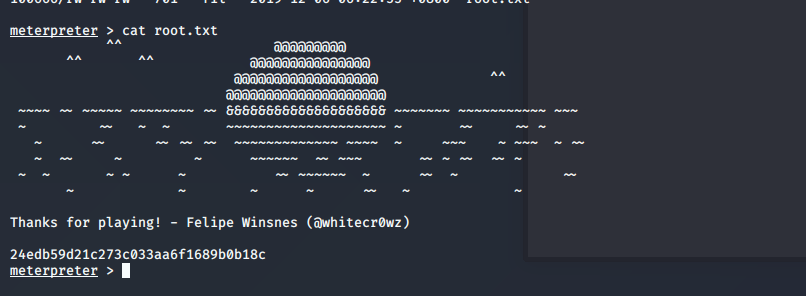 meterpreter > cat root.txt
^^ @@@@@@@@@
^^ ^^ @@@@@@@@@@@@@@@
@@@@@@@@@@@@@@@@@@ ^^
@@@@@@@@@@@@@@@@@@@@
~~~~ ~~ ~~~~~ ~~~~~~~~ ~~ &&&&&&&&&&&&&&&&&&&& ~~~~~~~ ~~~~~~~~~~~ ~~~
~ ~~ ~ ~ ~~~~~~~~~~~~~~~~~~~~ ~ ~~ ~~ ~
~ ~~ ~~ ~~ ~~ ~~~~~~~~~~~~~ ~~~~ ~ ~~~ ~ ~~~ ~ ~~
~ ~~ ~ ~ ~~~~~~ ~~ ~~~ ~~ ~ ~~ ~~ ~
~ ~ ~ ~ ~ ~~ ~~~~~~ ~ ~~ ~ ~~
~ ~ ~ ~ ~~ ~ ~
Thanks for playing! - Felipe Winsnes (@whitecr0wz)
24edb59d21c273c033aa6f1689b0b18c
meterpreter >